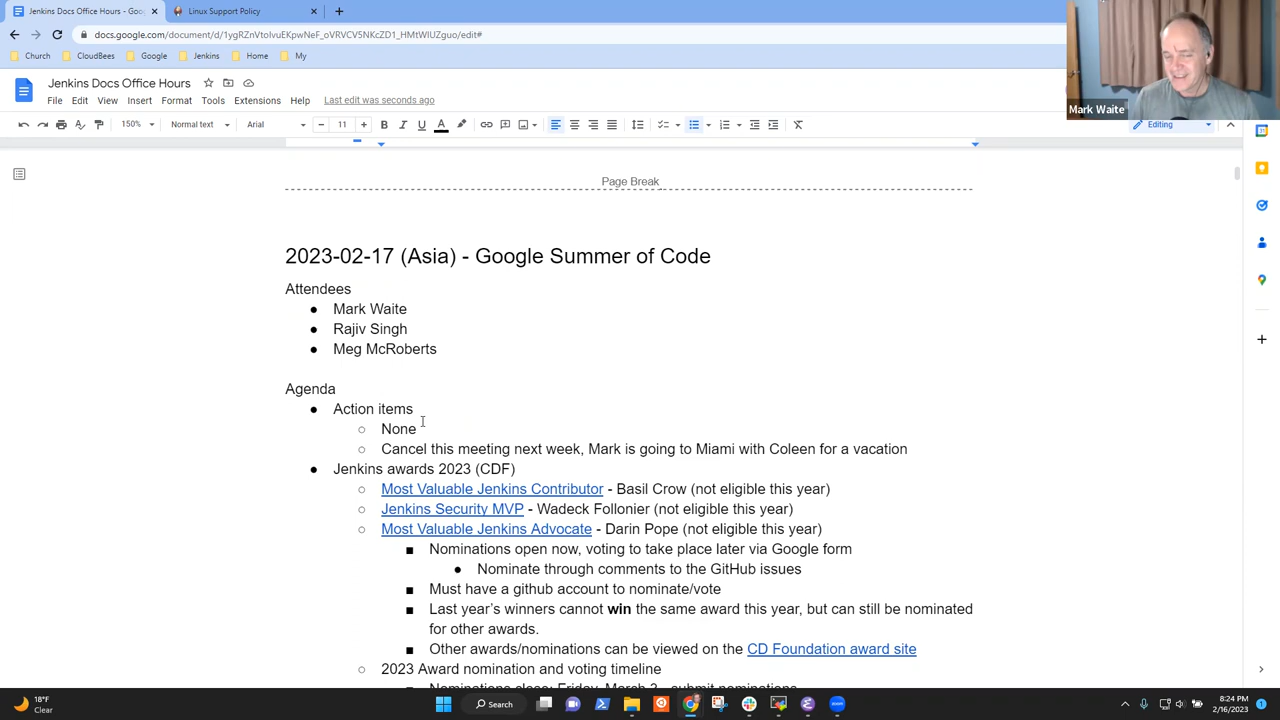 Jenkins Docs Office Hours - Goo
Linux Support Policy
docs.google.com/document/d/1ygRZnVtoIvuEKpwNeF_oVRVCV5NKcZD1_HMtWIUZguo/edit#
Church
CloudBees
Google
Jenkins
Home
My
Jenkins Docs Office Hours
File Edit View Insert Format Tools Extensions Help Last edit was seconds ago
Mark Waite
150% Normal text Arial 11 Editing
Page Break
2023-02-17 (Asia) - Google Summer of Code
Attendees
● Mark Waite
● Rajiv Singh
● Meg McRoberts
Agenda
● Action items
○ None
○ Cancel this meeting next week, Mark is going to Miami with Coleen for a vacation
● Jenkins awards 2023 (CDF)
○ Most Valuable Jenkins Contributor - Basil Crow (not eligible this year)
○ Jenkins Security MVP - Wadeck Follonier (not eligible this year)
○ Most Valuable Jenkins Advocate - Darin Pope (not eligible this year)
■ Nominations open now, voting to take place later via Google form
● Nominate through comments to the GitHub issues
■ Must have a github account to nominate/vote
■ Last year’s winners cannot win the same award this year, but can still be nominated
for other awards.
■ Other awards/nominations can be viewed on the CD Foundation award site
○ 2023 Award nomination and voting timeline
18°F
Clear
Search
8:24 PM
2/16/2023